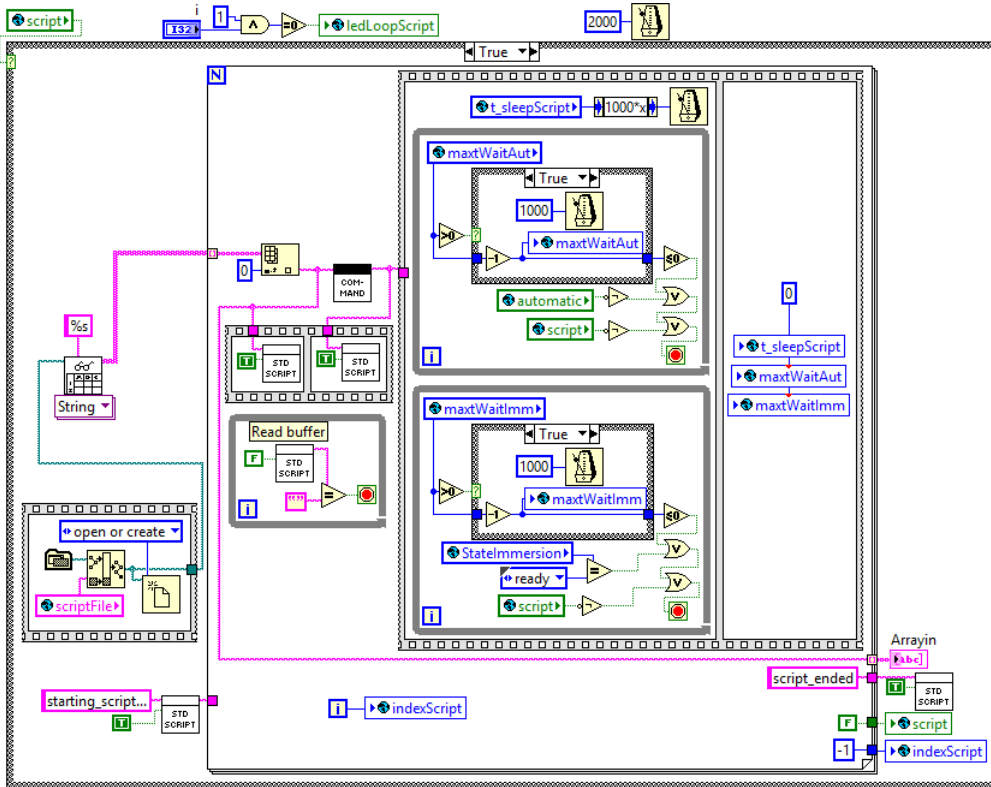 script
i
1
I32
=0
ledLoopScript
2000
True
?
N
t_sleepScript
1000*x
maxtWaitAut
True
1000
>0
?
-1
maxtWaitAut
≤0
automatic
script
i
0
COM-
MAND
%s
String
T
STD
SCRIPT
T
STD
SCRIPT
0
t_sleepScript
maxtWaitAut
maxtWaitImm
Read buffer
F
STD
SCRIPT
""
=
i
maxtWaitImm
True
1000
>0
?
-1
maxtWaitImm
≤0
StateImmersion
ready
=
script
i
open or create
scriptFile
Arrayin
abc
starting_script...
T
STD
SCRIPT
i
indexScript
script_ended
T
STD
SCRIPT
F
script
-1
indexScript